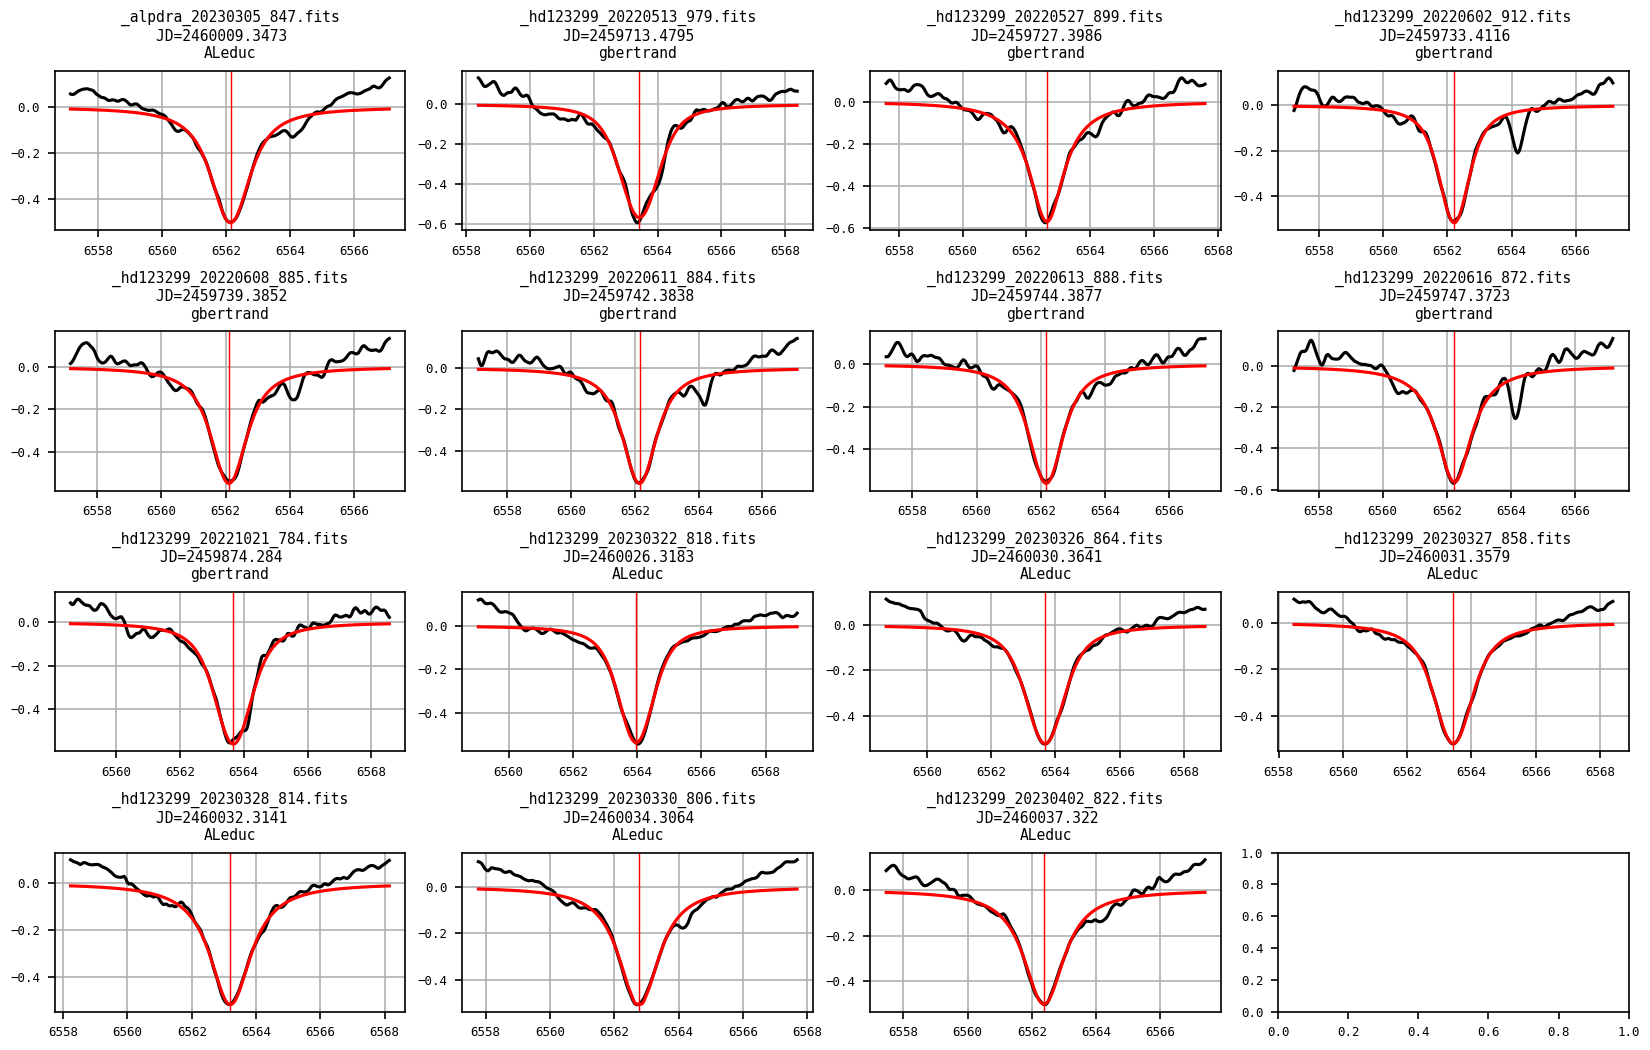 _alpdra_20230305_847.fits
JD=2460009.3473
ALeduc
0.0
−0.2
−0.4
6558 6560 6562 6564 6566
_hd123299_20220513_979.fits
JD=2459713.4795
gbertrand
0.0
−0.2
−0.4
−0.6
6558 6560 6562 6564 6566 6568
_hd123299_20220527_899.fits
JD=2459727.3986
gbertrand
0.0
−0.2
−0.4
−0.6
6558 6560 6562 6564 6566 6568
_hd123299_20220602_912.fits
JD=2459733.4116
gbertrand
0.0
−0.2
−0.4
6558 6560 6562 6564 6566
_hd123299_20220608_885.fits
JD=2459739.3852
gbertrand
0.0
−0.2
−0.4
6558 6560 6562 6564 6566
_hd123299_20220611_884.fits
JD=2459742.3838
gbertrand
0.0
−0.2
−0.4
6558 6560 6562 6564 6566
_hd123299_20220613_888.fits
JD=2459744.3877
gbertrand
0.0
−0.2
−0.4
6558 6560 6562 6564 6566
_hd123299_20220616_872.fits
JD=2459747.3723
gbertrand
0.0
−0.2
−0.4
−0.6
6558 6560 6562 6564 6566
_hd123299_20221021_784.fits
JD=2459874.284
gbertrand
0.0
−0.2
−0.4
6560 6562 6564 6566 6568
_hd123299_20230322_818.fits
JD=2460026.3183
ALeduc
0.0
−0.2
−0.4
6560 6562 6564 6566 6568
_hd123299_20230326_864.fits
JD=2460030.3641
ALeduc
0.0
−0.2
−0.4
6560 6562 6564 6566 6568
_hd123299_20230327_858.fits
JD=2460031.3579
ALeduc
0.0
−0.2
−0.4
6558 6560 6562 6564 6566 6568
_hd123299_20230328_814.fits
JD=2460032.3141
ALeduc
0.0
−0.2
−0.4
6558 6560 6562 6564 6566 6568
_hd123299_20230330_806.fits
JD=2460034.3064
ALeduc
0.0
−0.2
−0.4
6558 6560 6562 6564 6566 6568
_hd123299_20230402_822.fits
JD=2460037.322
ALeduc
0.0
−0.2
−0.4
6558 6560 6562 6564 6566
1.0
0.8
0.6
0.4
0.2
0.0
0.0 0.2 0.4 0.6 0.8 1.0